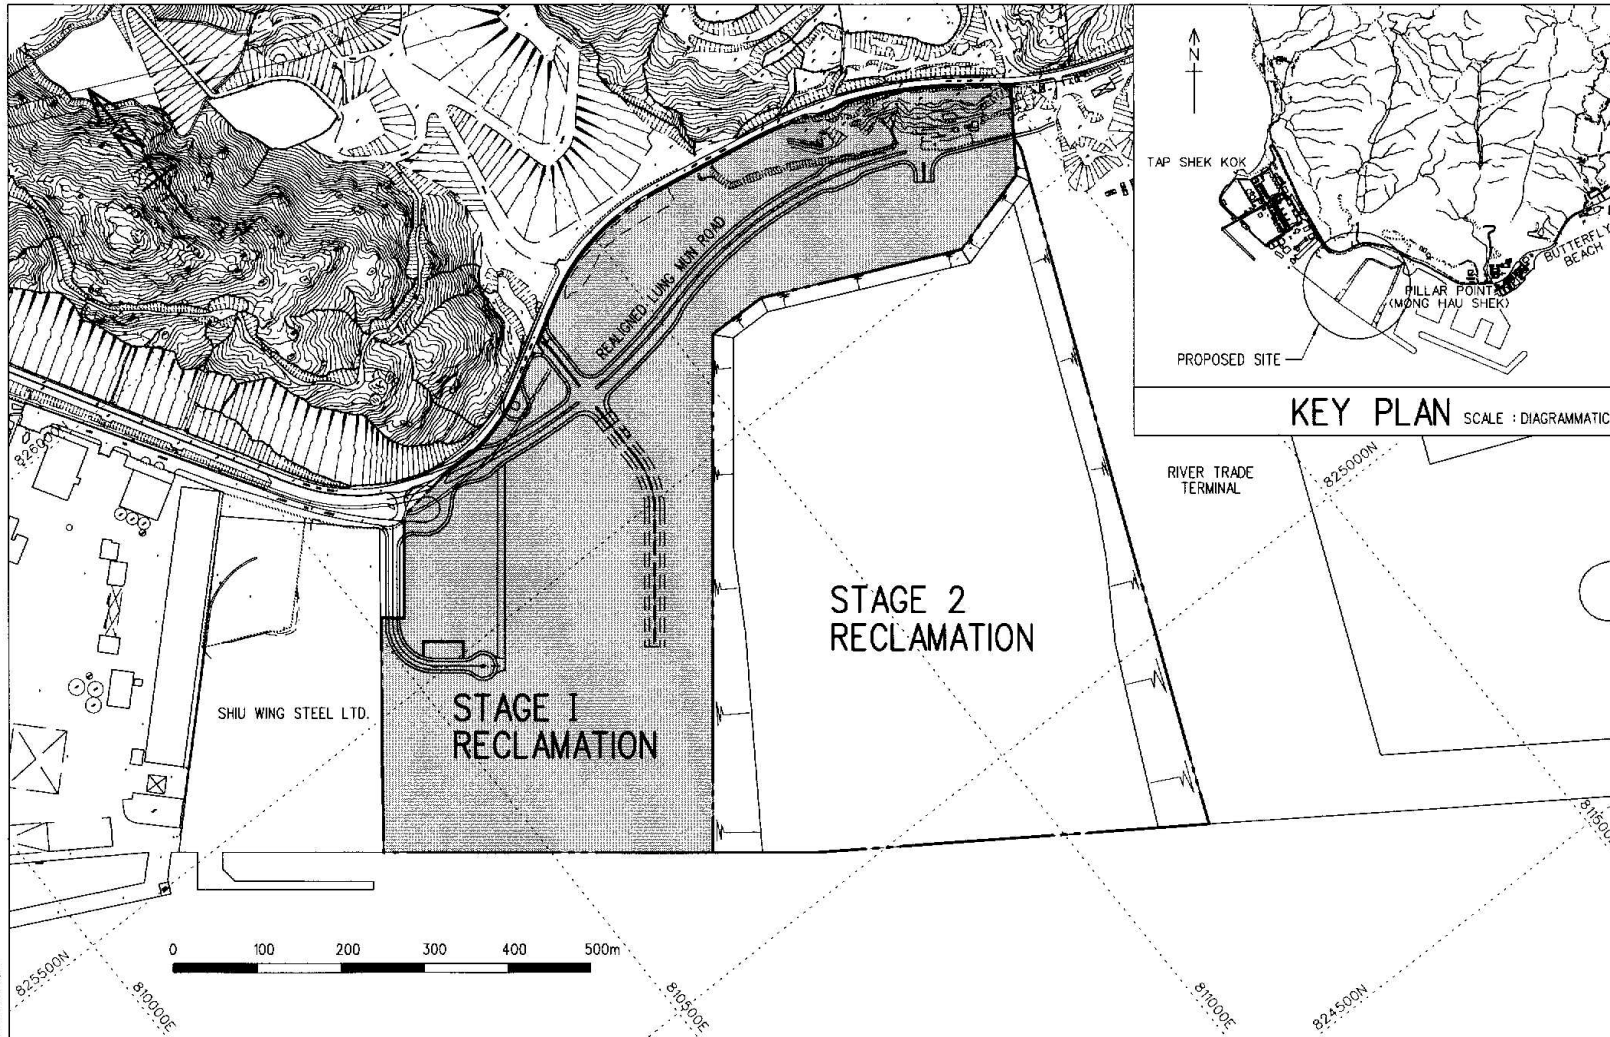 N
TAP SHEK KOK
BUTTERFLY
BEACH
PILLAR POINT
(MONG HAU SHEK)
PROPOSED SITE
KEY PLAN SCALE : DIAGRAMMATIC
REALIGNED LUNG MUN ROAD
826000N
825000N
RIVER TRADE
TERMINAL
STAGE 2
RECLAMATION
SHIU WING STEEL LTD.
STAGE I
RECLAMATION
811500
0 100 200 300 400 500m
825500N
810000E
810500E
811000E
824500N